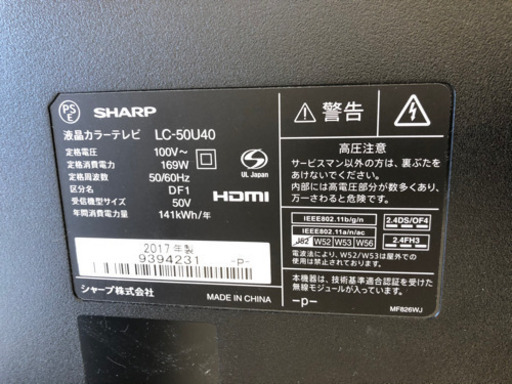 PS E SHARP
液晶カラーテレビ LC-50U40
定格電圧 100V~
定格消費電力 169W
定格周波数 50/60Hz
区分名 DF1
受信機型サイズ 50V
年間消費電力量 141kWh/年
UL Japan
HDMI
2017年製
9394231 -P-
シャープ株式会社 MADE IN CHINA
警告
高圧注意
サービスマン以外の方は、裏ぶたを
あけないでください。
内部には高電圧部分が数多くあり、
万一さわると危険です。
IEEE802.11b/g/n 2.4DS/OF4
IEEE802.11a/n/ac
J52 W52 W53 W56 2.4FH3
電波法により、W52/W53は屋外での
使用が禁じられています。
本機器は、技術基準適合認証を受けた
無線モジュールが入っています。
-P-
MF826WJ